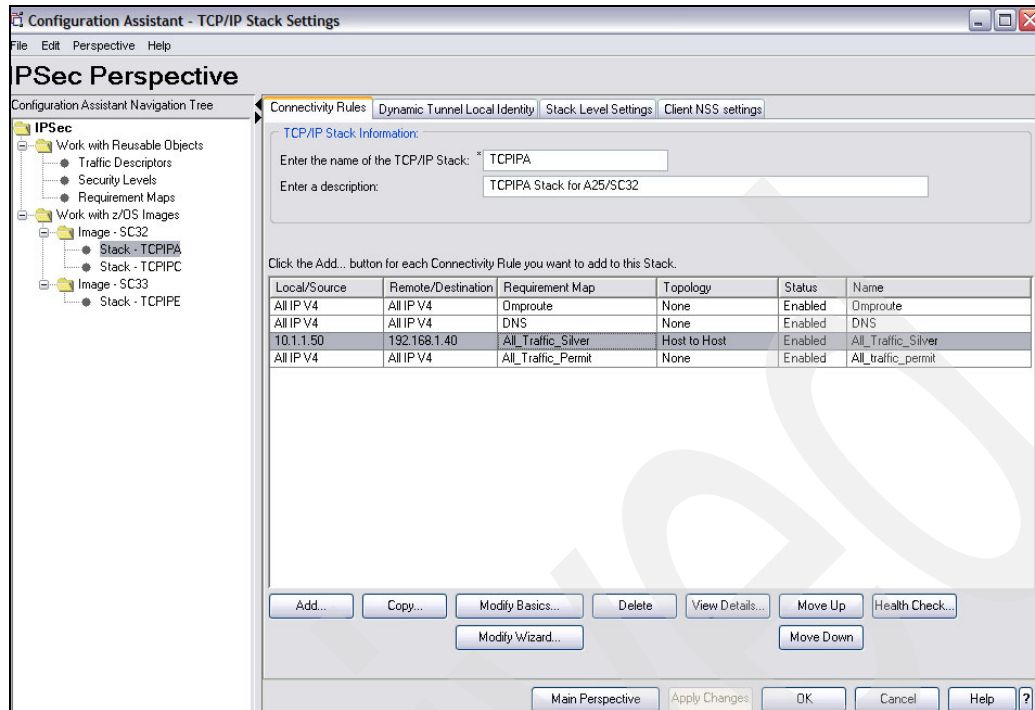 Configuration Assistant - TCP/IP Stack Settings
File Edit Perspective Help
IPSec Perspective
Configuration Assistant Navigation Tree
IPSec
Work with Reusable Objects
Traffic Descriptors
Security Levels
Requirement Maps
Work with z/OS Images
Image - SC32
Stack - TCPIPA
Stack - TCPIPC
Image - SC33
Stack - TCPIPE
Connectivity Rules Dynamic Tunnel Local Identity Stack Level Settings Client NSS settings
TCP/IP Stack Information:
Enter the name of the TCP/IP Stack: * TCPIPA
Enter a description: TCPIPA Stack for A25/SC32
Click the Add... button for each Connectivity Rule you want to add to this Stack.
Local/Source Remote/Destination Requirement Map Topology Status Name
All IP V4 All IP V4 Omproute None Enabled Omproute
All IP V4 All IP V4 DNS None Enabled DNS
10.1.1.50 192.168.1.40 All_Traffic_Silver Host to Host Enabled All_Traffic_Silver
All IP V4 All IP V4 All_Traffic_Permit None Enabled All_traffic_permit
Add... Copy... Modify Basics... Delete View Details... Move Up Health Check...
Modify Wizard... Move Down
Main Perspective Apply Changes OK Cancel Help ?